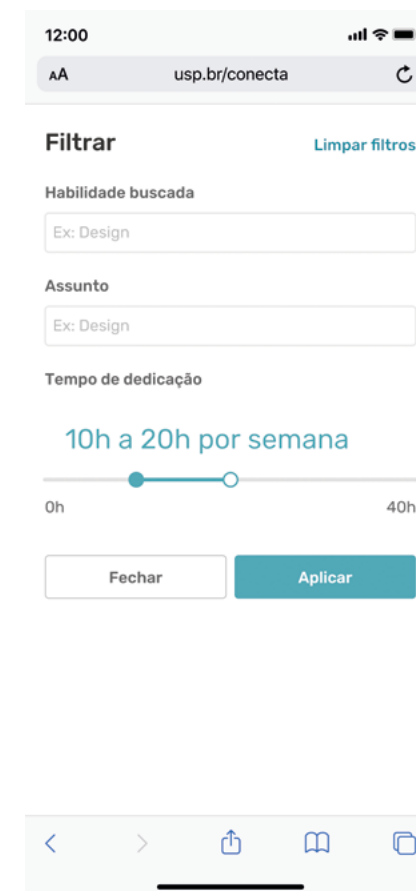 12:00
AA usp.br/conecta
Filtrar Limpar filtros
Habilidade buscada
Ex: Design
Assunto
Ex: Design
Tempo de dedicação
10h a 20h por semana
0h 40h
Fechar Aplicar